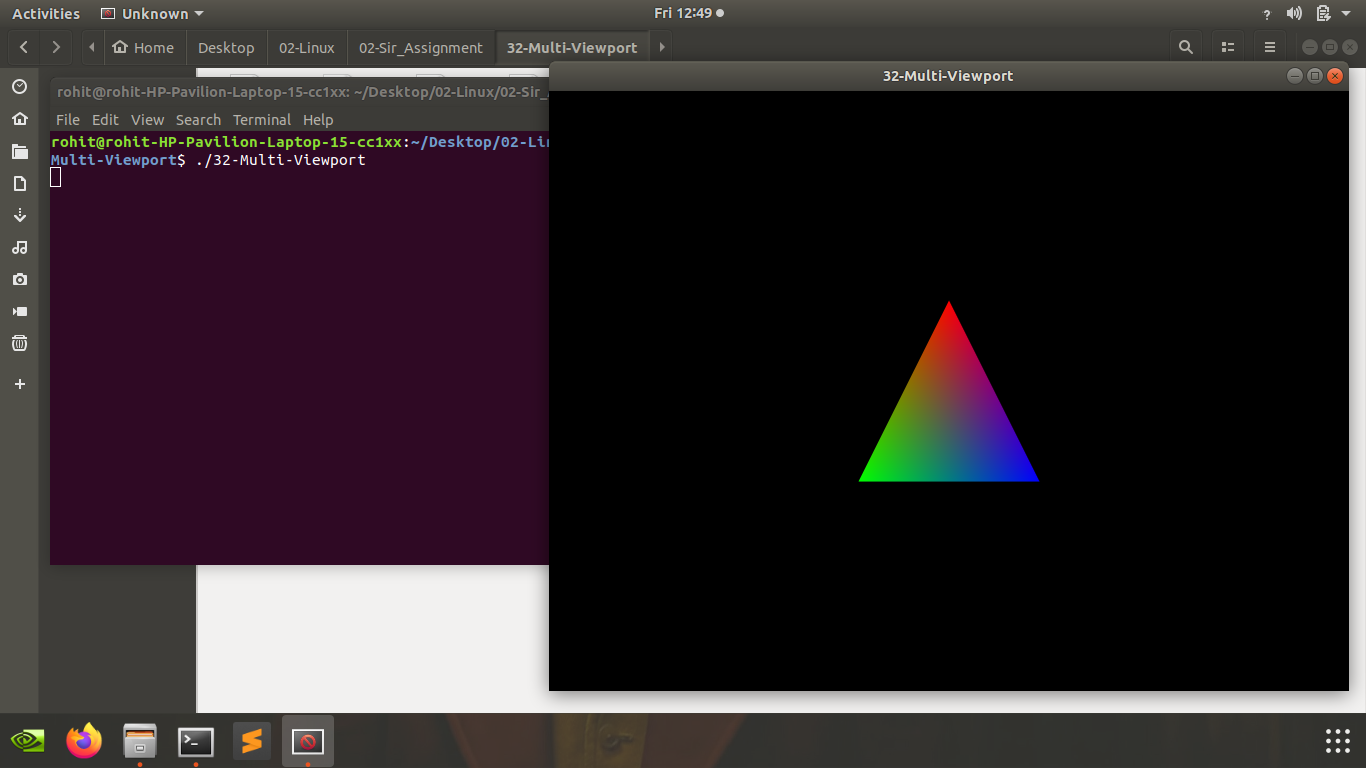 Activities Unknown Fri 12:49
Home Desktop 02-Linux 02-Sir_Assignment 32-Multi-Viewport
32-Multi-Viewport
rohit@rohit-HP-Pavilion-Laptop-15-cc1xx: ~/Desktop/02-Linux/02-Sir_
File Edit View Search Terminal Help
rohit@rohit-HP-Pavilion-Laptop-15-cc1xx:~/Desktop/02-Lin
Multi-Viewport$ ./32-Multi-Viewport